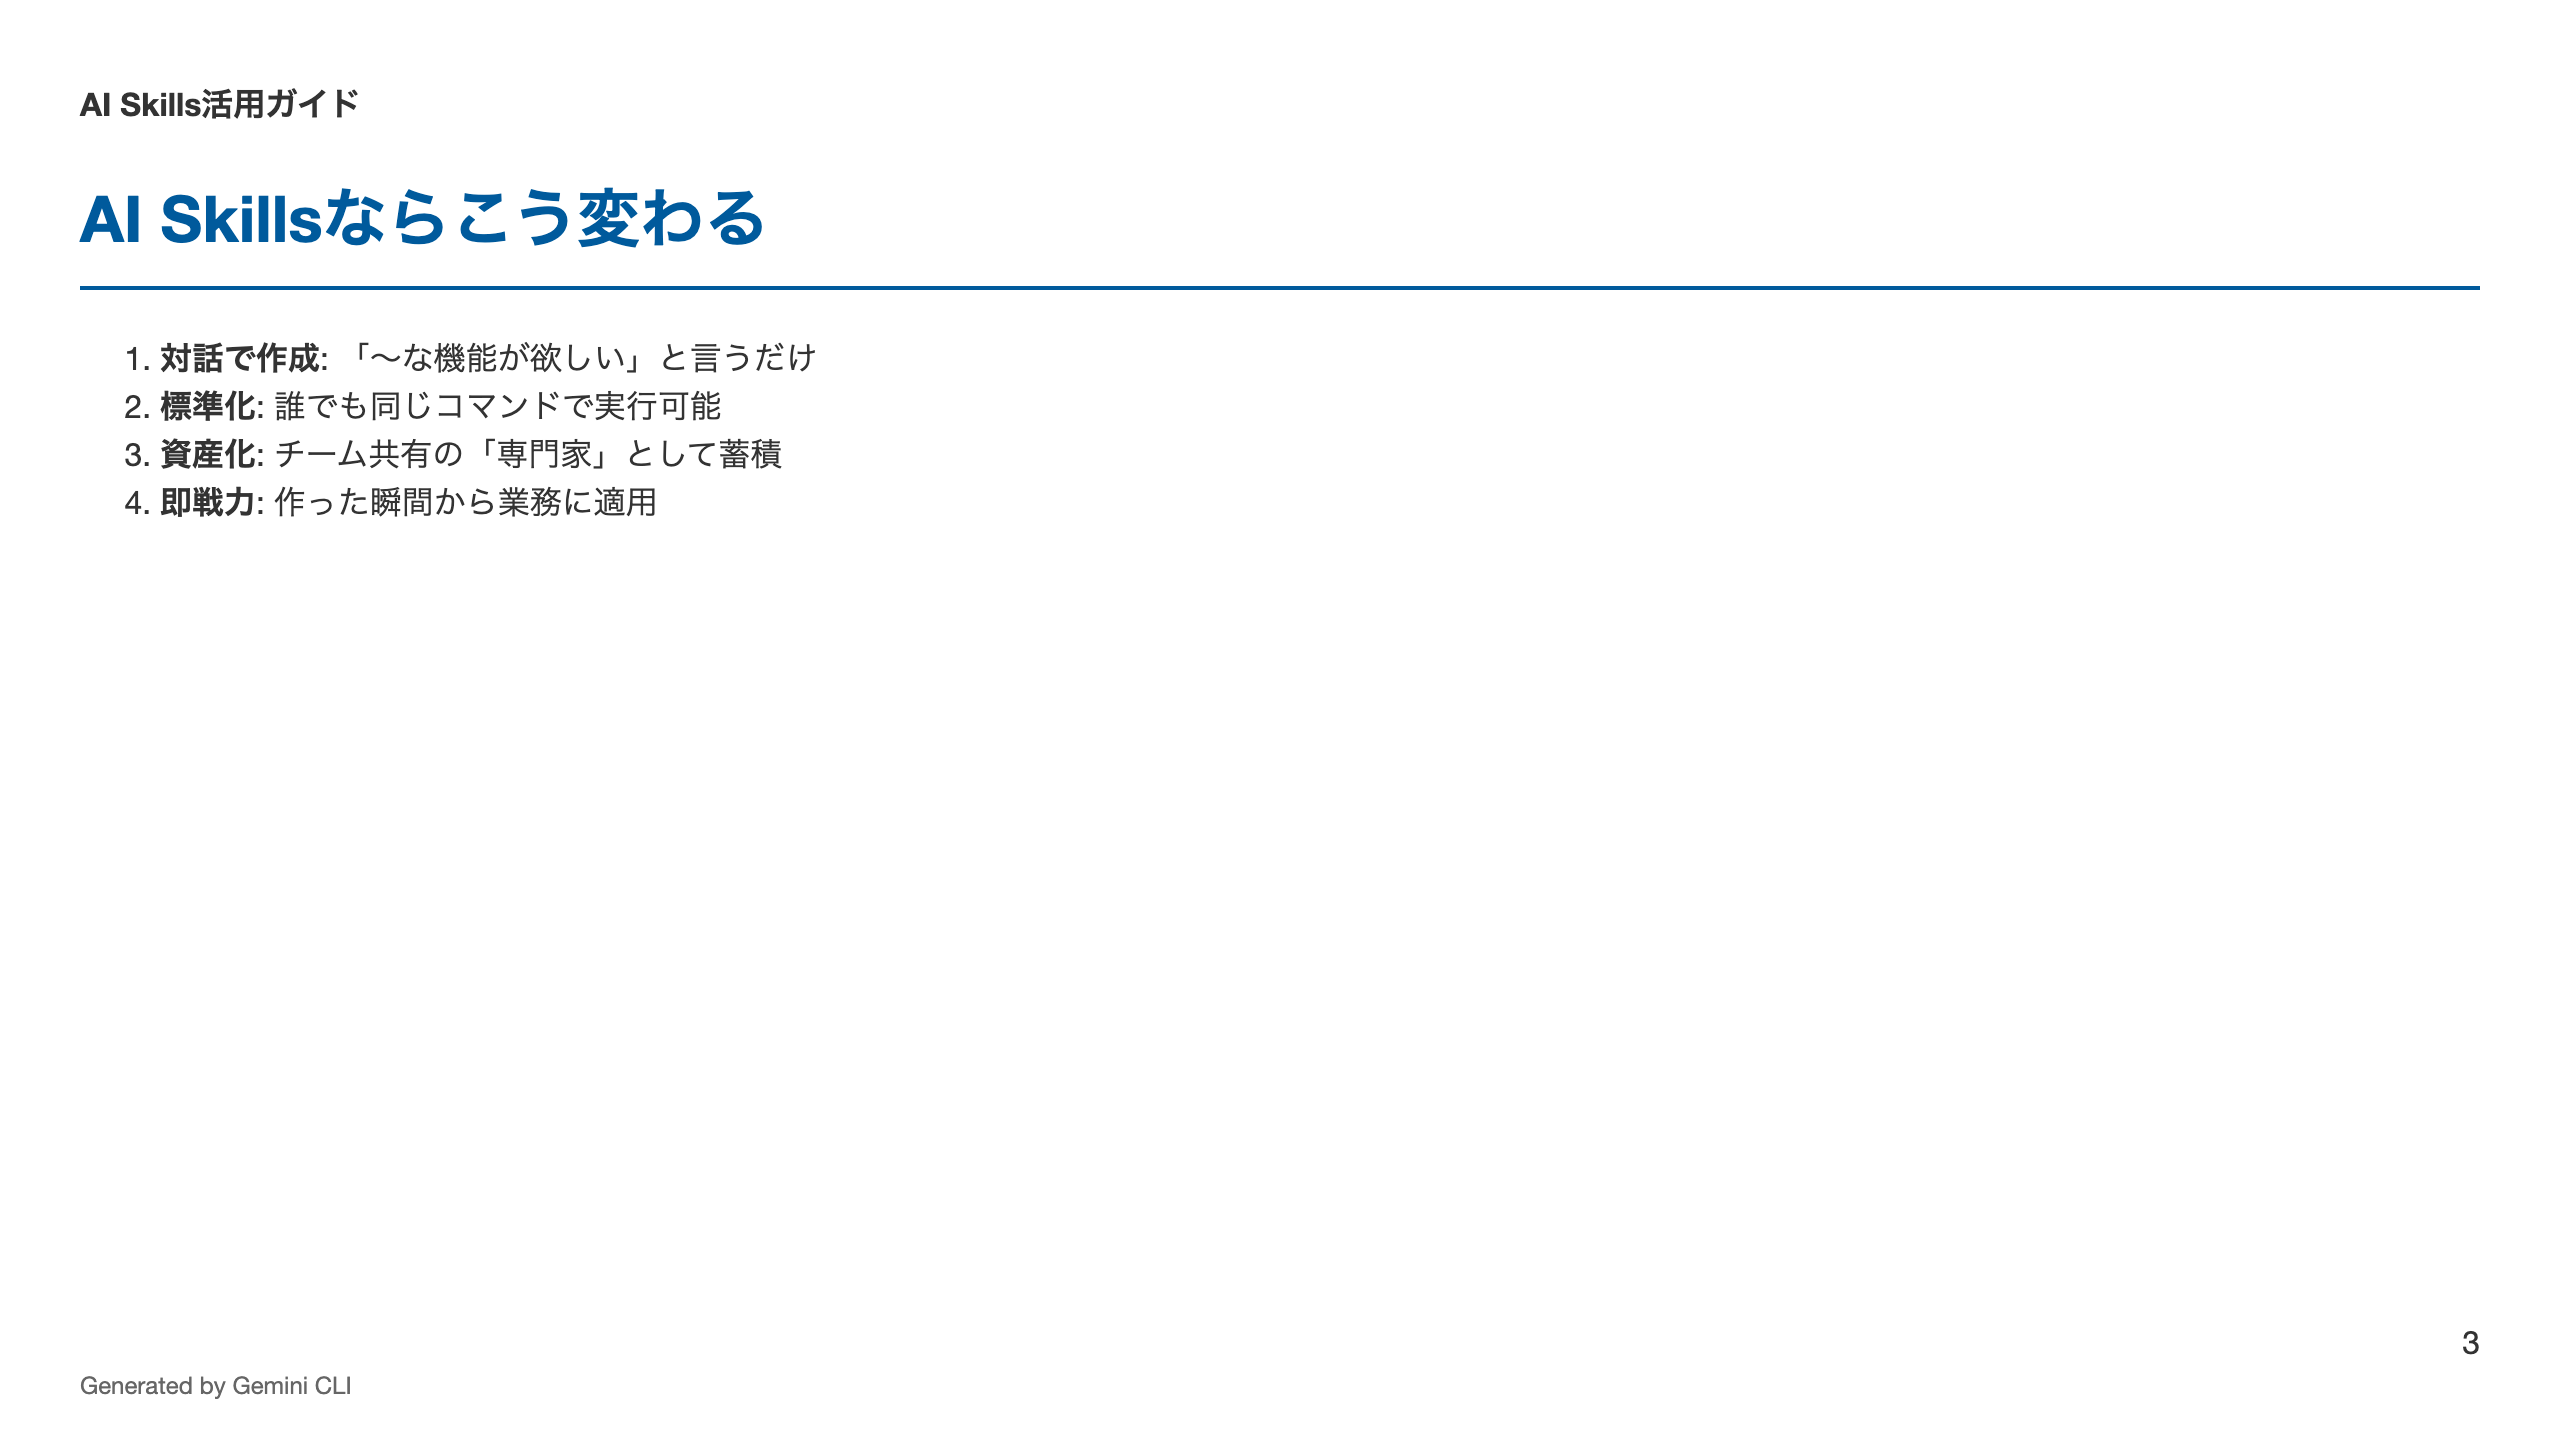 AI Skills活用ガイド
AI Skillsならこう変わる
1. 対話で作成: 「〜な機能が欲しい」と言うだけ
2. 標準化: 誰でも同じコマンドで実行可能
3. 資産化: チーム共有の「専門家」として蓄積
4. 即戦力: 作った瞬間から業務に適用
3
Generated by Gemini CLI